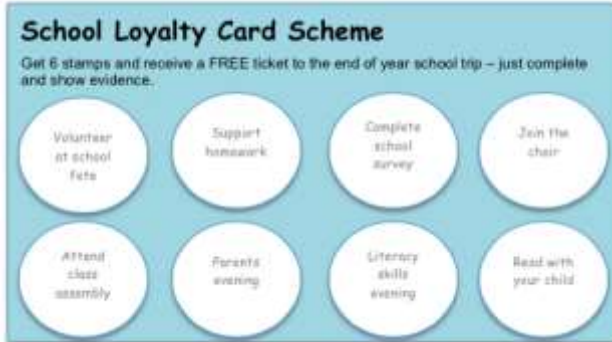 School Loyalty Card Scheme
Get 6 stamps and receive a FREE ticket to the end of year school trip – just complete
and show evidence.
Volunteer
at school
fete
Support
homework
Complete
school
survey
Join the
choir
Attend
class
assembly
Parents
evening
Literacy
skills
evening
Read with
your child